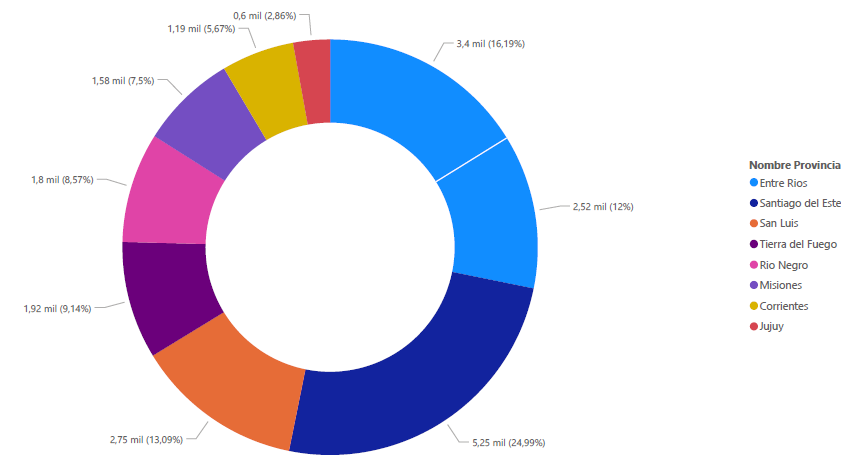 0,6 mil (2,86%)
1,19 mil (5,67%)
3,4 mil (16,19%)
1,58 mil (7,5%)
1,8 mil (8,57%)
2,52 mil (12%)
1,92 mil (9,14%)
2,75 mil (13,09%)
5,25 mil (24,99%)
Nombre Provincia
Entre Rios
Santiago del Este
San Luis
Tierra del Fuego
Rio Negro
Misiones
Corrientes
Jujuy